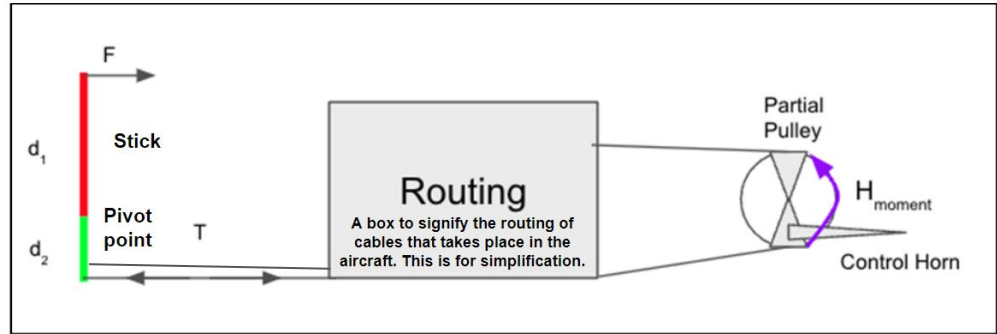 F
d1
Stick
Pivot
point
d2
T
Routing
A box to signify the routing of
cables that takes place in the
aircraft. This is for simplification.
Partial
Pulley
Hmoment
Control Horn